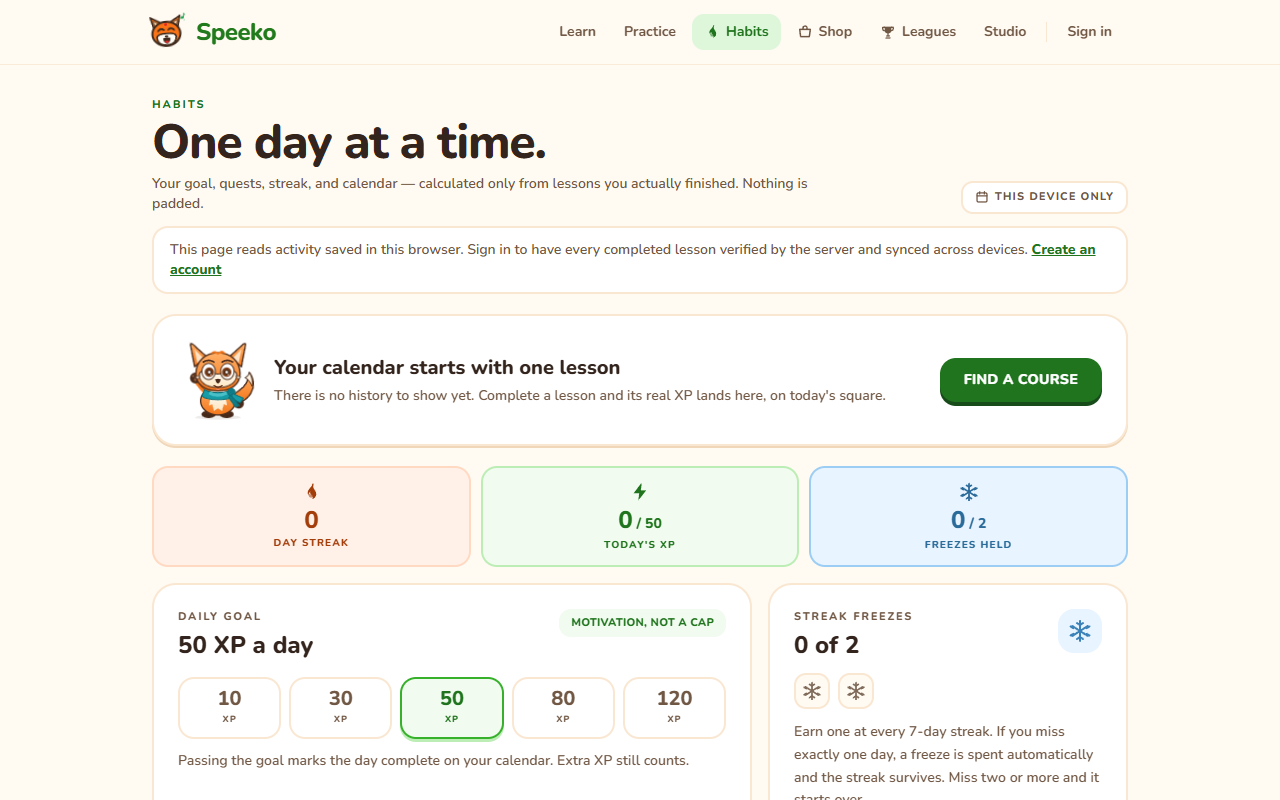 Speeko
Learn
Practice
Habits
Shop
Leagues
Studio
Sign in
HABITS
One day at a time.
Your goal, quests, streak, and calendar — calculated only from lessons you actually finished. Nothing is
padded.
THIS DEVICE ONLY
This page reads activity saved in this browser. Sign in to have every completed lesson verified by the server and synced across devices. Create an
account
Your calendar starts with one lesson
There is no history to show yet. Complete a lesson and its real XP lands here, on today's square.
FIND A COURSE
0
DAY STREAK
0 / 50
TODAY'S XP
0 / 2
FREEZES HELD
DAILY GOAL
50 XP a day
MOTIVATION, NOT A CAP
10
XP
30
XP
50
XP
80
XP
120
XP
Passing the goal marks the day complete on your calendar. Extra XP still counts.
STREAK FREEZES
0 of 2
Earn one at every 7-day streak. If you miss
exactly one day, a freeze is spent automatically
and the streak survives. Miss two or more and it
starts over.